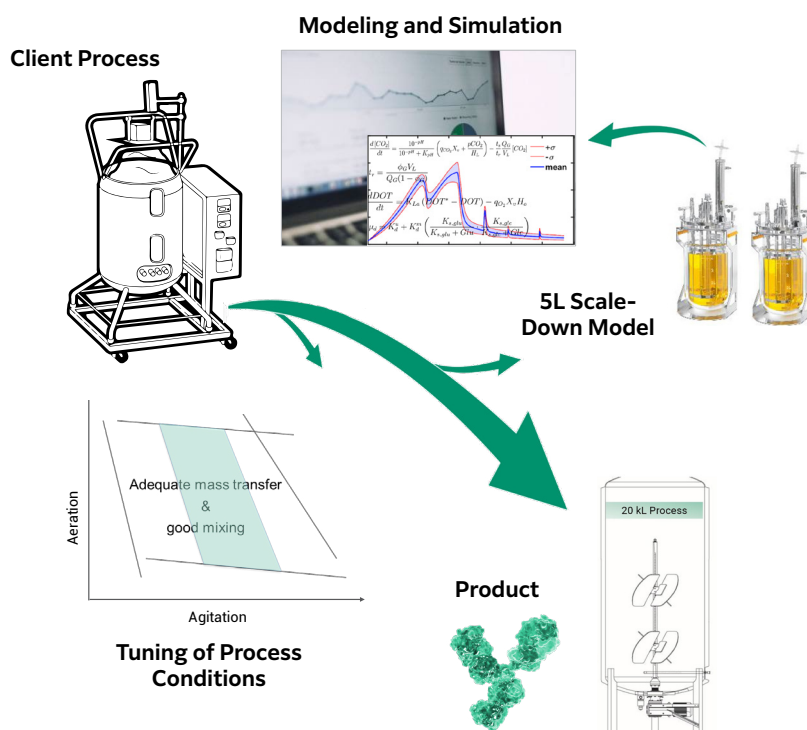 Modeling and Simulation
Client Process
+σ
-σ
mean
5L Scale-
Down Model
Aeration
Adequate mass transfer
&
good mixing
Agitation
Tuning of Process
Conditions
20 kL Process
Product